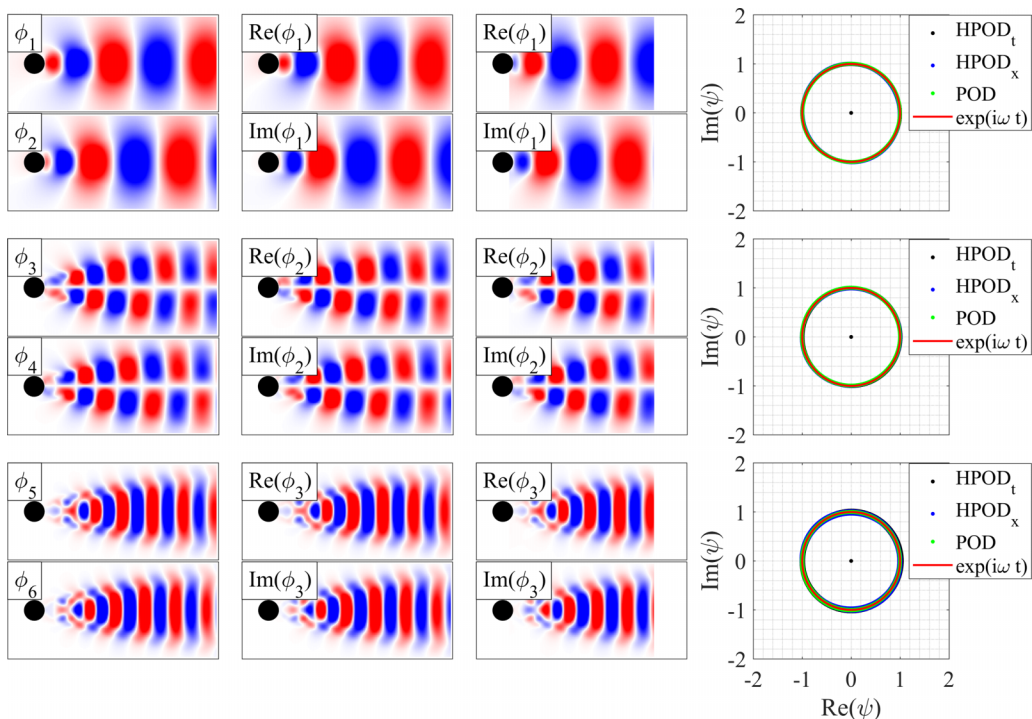 ϕ1
Re(ϕ1)
Re(ϕ1)
ϕ2
Im(ϕ1)
Im(ϕ1)
2
1
0
-1
-2
Im(ψ)
HPODt
HPODx
POD
exp(iω t)
ϕ3
Re(ϕ2)
Re(ϕ2)
ϕ4
Im(ϕ2)
Im(ϕ2)
2
1
0
-1
-2
Im(ψ)
HPODt
HPODx
POD
exp(iω t)
ϕ5
Re(ϕ3)
Re(ϕ3)
ϕ6
Im(ϕ3)
Im(ϕ3)
2
1
0
-1
-2
Im(ψ)
HPODt
HPODx
POD
exp(iω t)
-2 -1 0 1 2
Re(ψ)